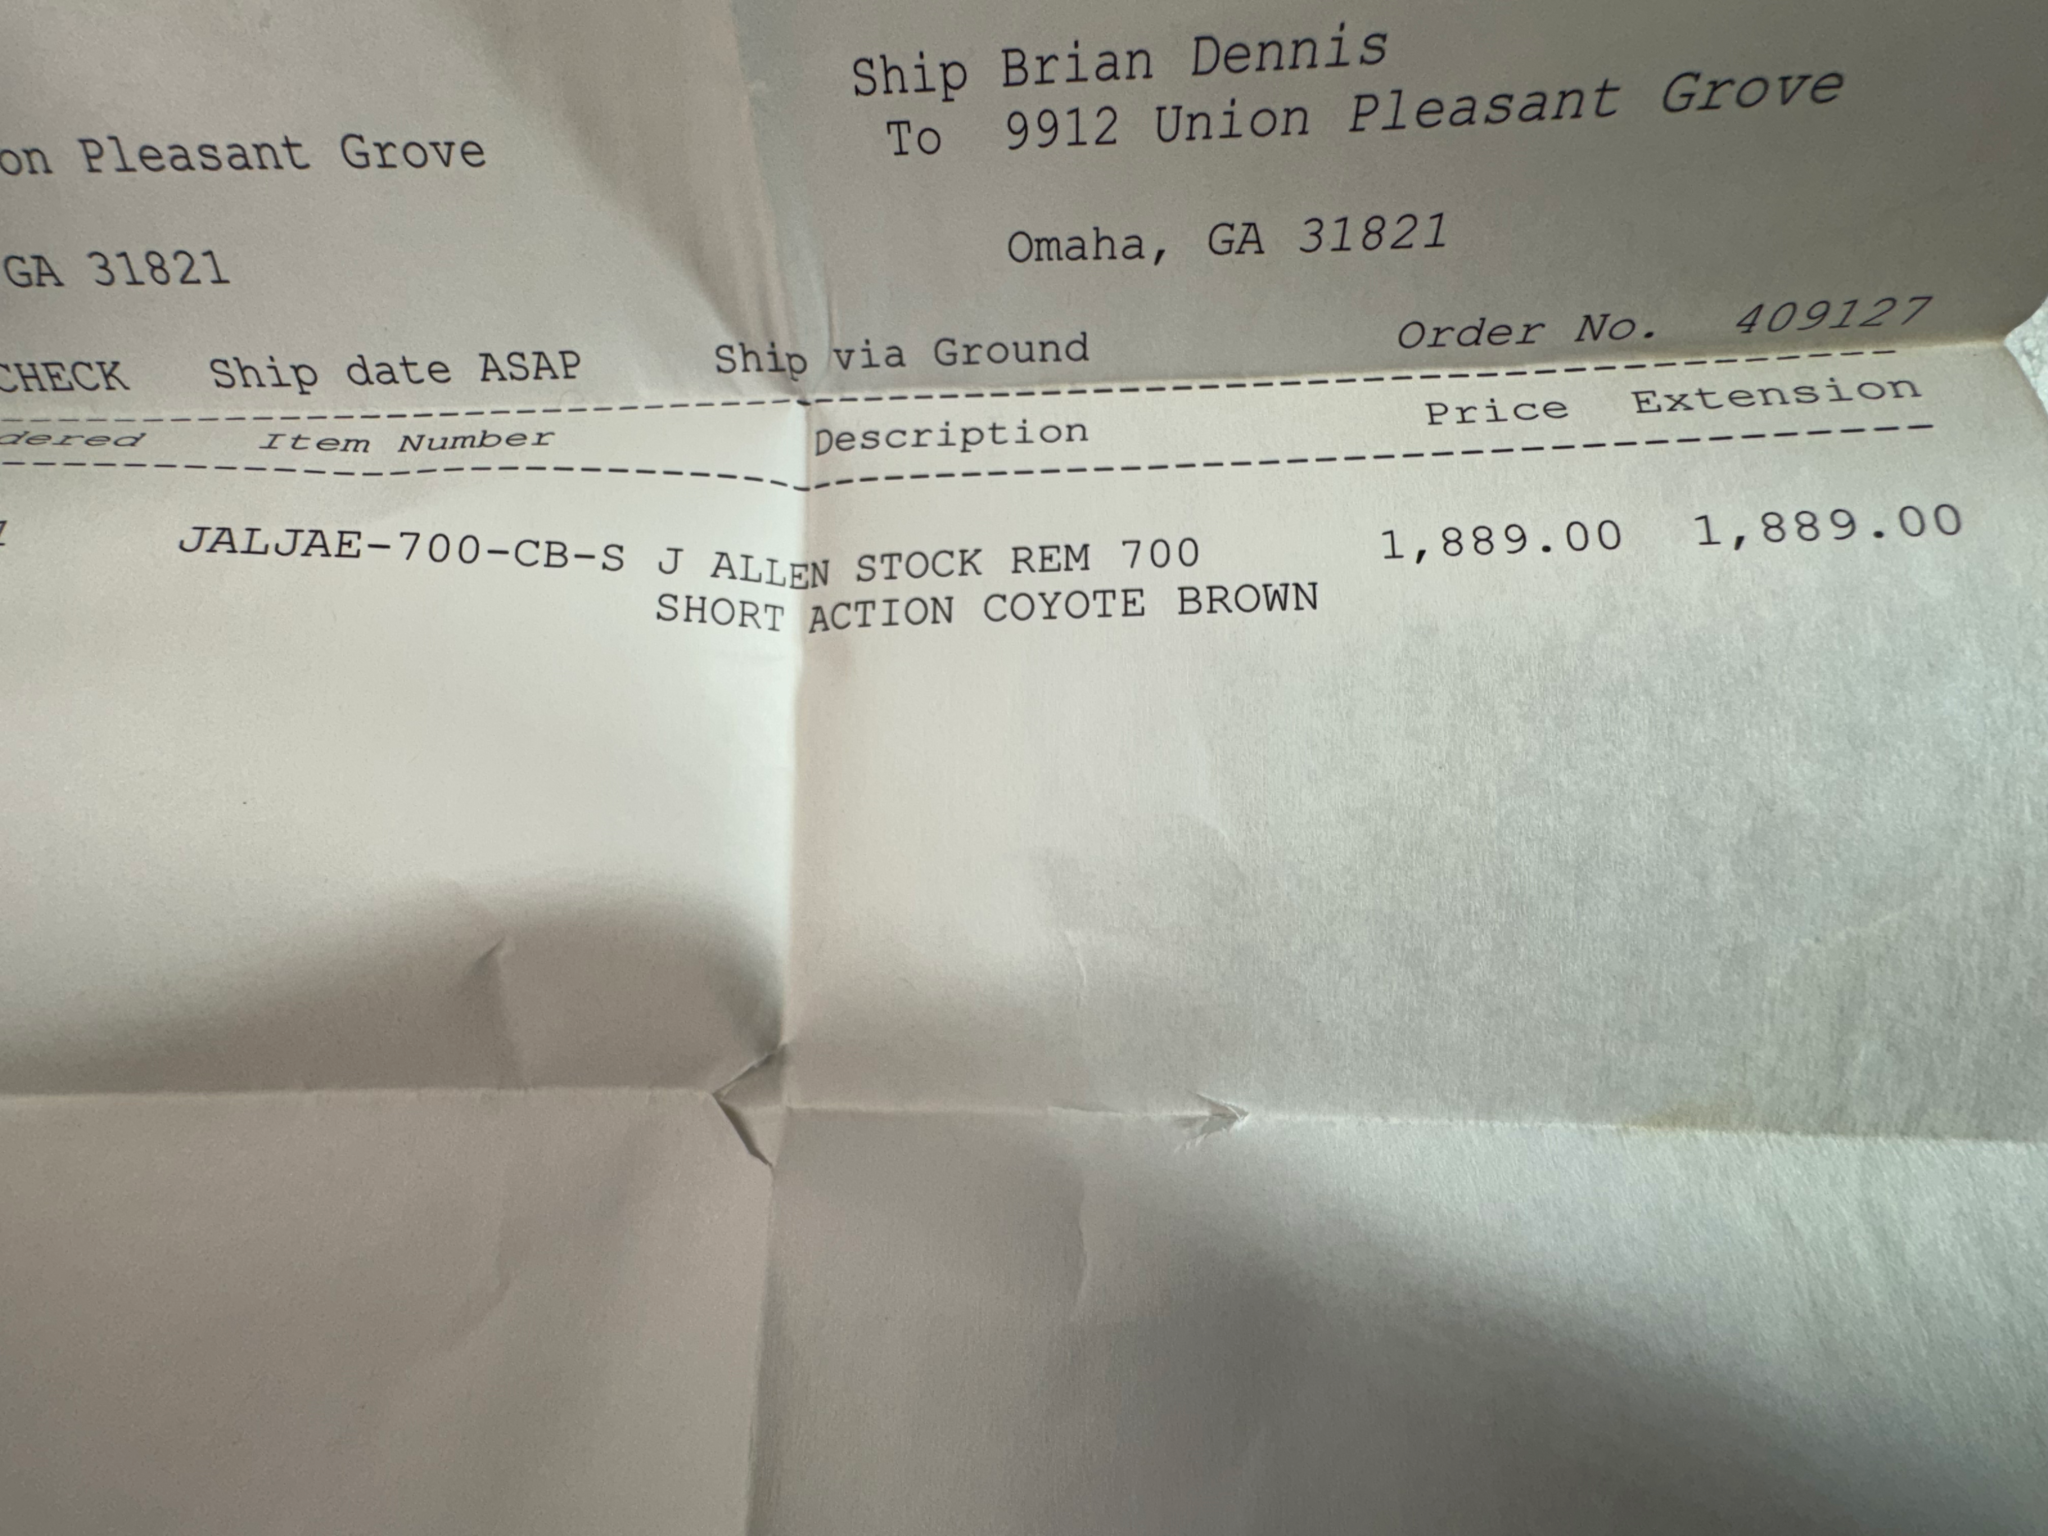 Ship Brian Dennis
To 9912 Union Pleasant Grove
on Pleasant Grove
Omaha, GA 31821
GA 31821
CHECK Ship date ASAP Ship via Ground Order No. 409127
dered Item Number Description Price Extension
JALJAE-700-CB-S J ALLEN STOCK REM 700 1,889.00 1,889.00
SHORT ACTION COYOTE BROWN